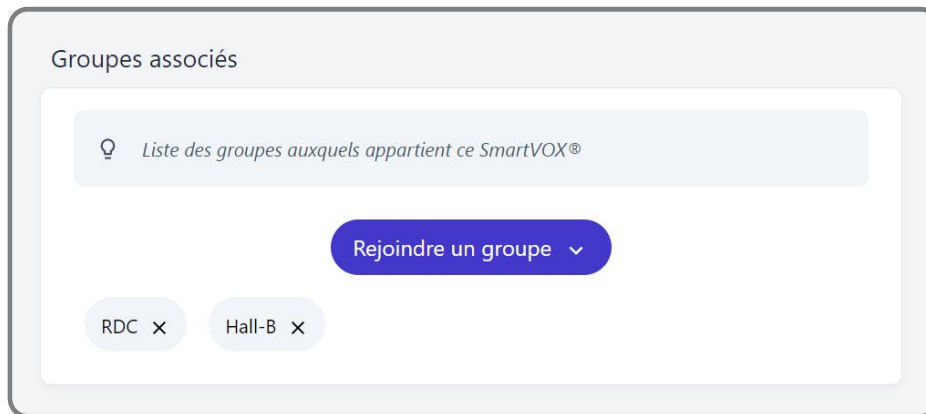 Groupes associés
Liste des groupes auxquels appartient ce SmartVOX®
Rejoindre un groupe
RDC
Hall-B